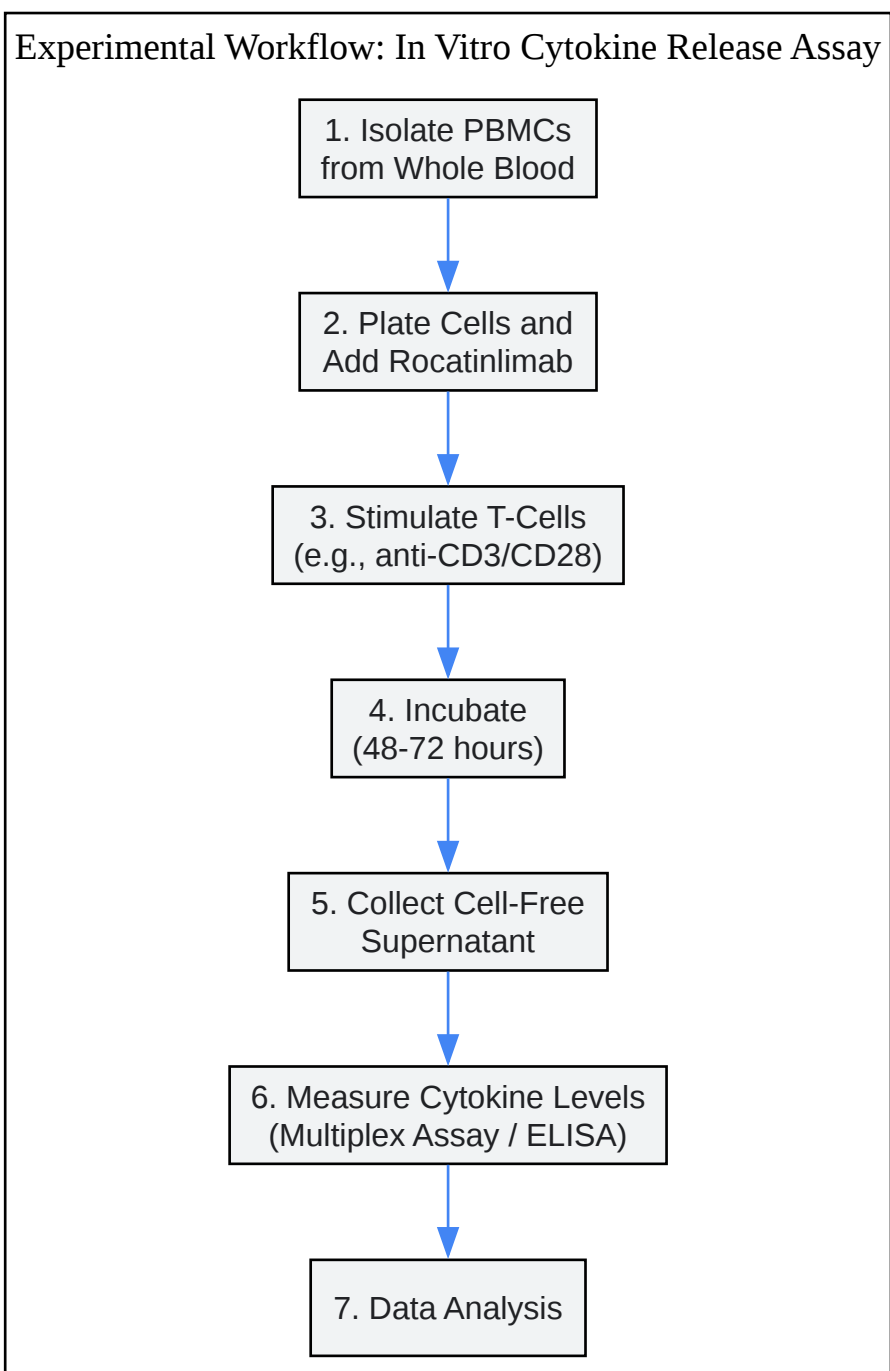 Experimental Workflow: In Vitro Cytokine Release Assay
1. Isolate PBMCs
from Whole Blood
2. Plate Cells and
Add Rocatinlimab
3. Stimulate T-Cells
(e.g., anti-CD3/CD28)
4. Incubate
(48-72 hours)
5. Collect Cell-Free
Supernatant
6. Measure Cytokine Levels
(Multiplex Assay / ELISA)
7. Data Analysis